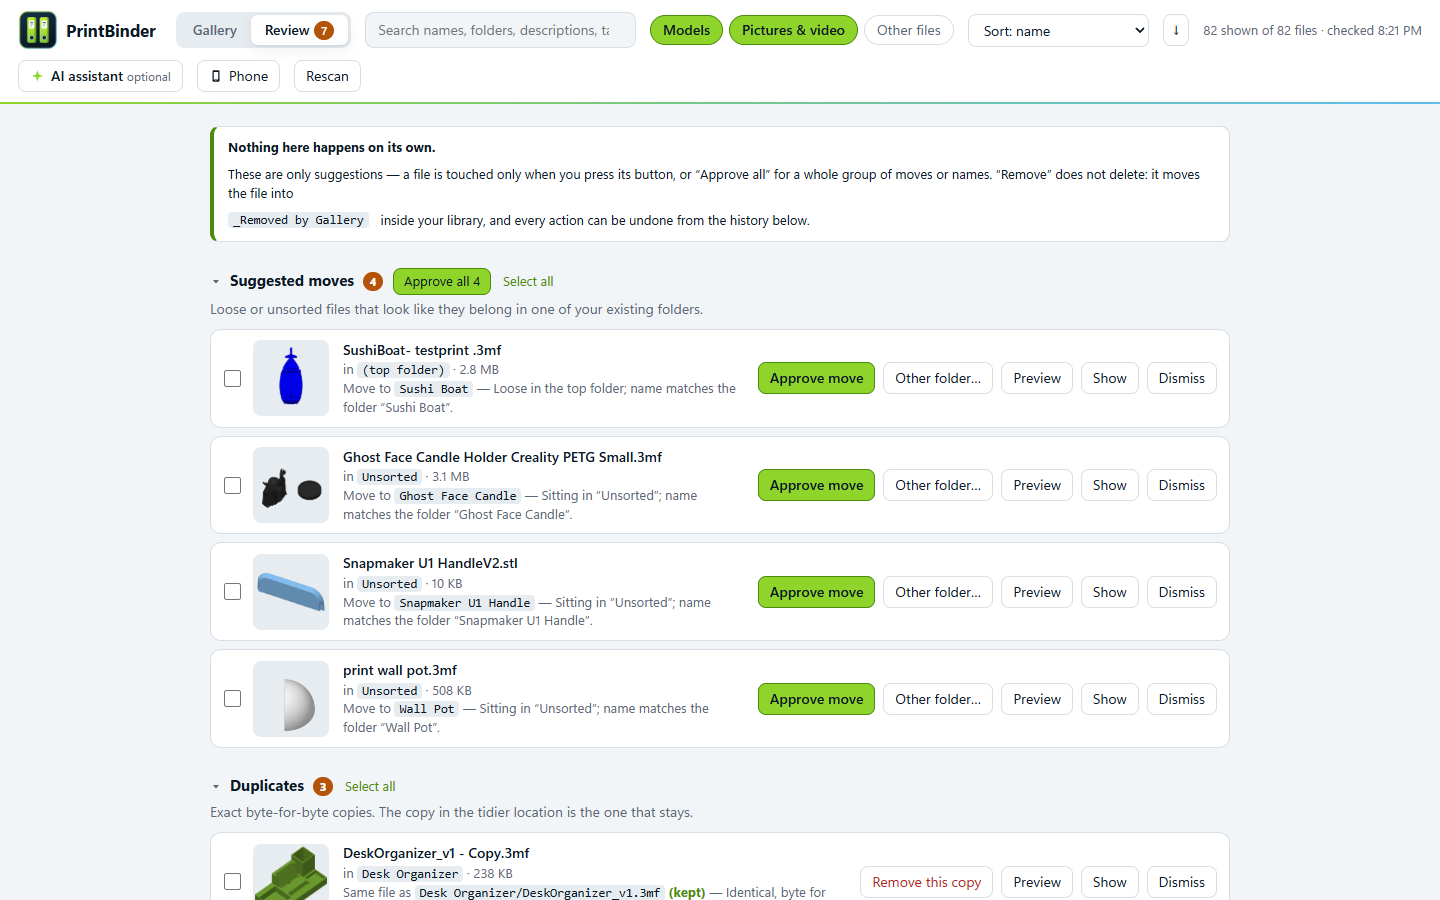 PrintBinder
Gallery
Review 7
Search names, folders, descriptions, ta
Models
Pictures & video
Other files
Sort: name
↓
82 shown of 82 files · checked 8:21 PM
AI assistant optional
Phone
Rescan
Nothing here happens on its own.
These are only suggestions — a file is touched only when you press its button, or “Approve all” for a whole group of moves or names. “Remove” does not delete: it moves
the file into
_Removed by Gallery inside your library, and every action can be undone from the history below.
Suggested moves 4 Approve all 4 Select all
Loose or unsorted files that look like they belong in one of your existing folders.
SushiBoat- testprint .3mf
in (top folder) · 2.8 MB
Move to Sushi Boat — Loose in the top folder; name matches the
folder “Sushi Boat”.
Approve move Other folder... Preview Show Dismiss
Ghost Face Candle Holder Creality PETG Small.3mf
in Unsorted · 3.1 MB
Move to Ghost Face Candle — Sitting in “Unsorted”; name
matches the folder “Ghost Face Candle”.
Approve move Other folder... Preview Show Dismiss
Snapmaker U1 HandleV2.stl
in Unsorted · 10 KB
Move to Snapmaker U1 Handle — Sitting in “Unsorted”; name
matches the folder “Snapmaker U1 Handle”.
Approve move Other folder... Preview Show Dismiss
print wall pot.3mf
in Unsorted · 508 KB
Move to Wall Pot — Sitting in “Unsorted”; name matches the
folder “Wall Pot”.
Approve move Other folder... Preview Show Dismiss
Duplicates 3 Select all
Exact byte-for-byte copies. The copy in the tidier location is the one that stays.
DeskOrganizer_v1 - Copy.3mf
in Desk Organizer · 238 KB
Same file as Desk Organizer/DeskOrganizer_v1.3mf (kept) — Identical, byte for
Remove this copy Preview Show Dismiss